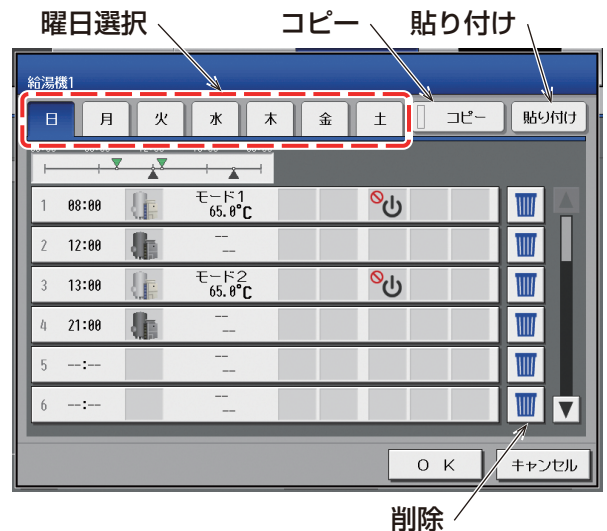 曜日選択 コピー 貼り付け
給湯機1
日 月 火 水 木 金 土 コピー 貼り付け
1 08:00 モード1
65.0℃
2 12:00 --
--
3 13:00 モード2
65.0℃
4 21:00 --
--
5 --:-- --
--
6 --:-- --
--
O K キャンセル
削除